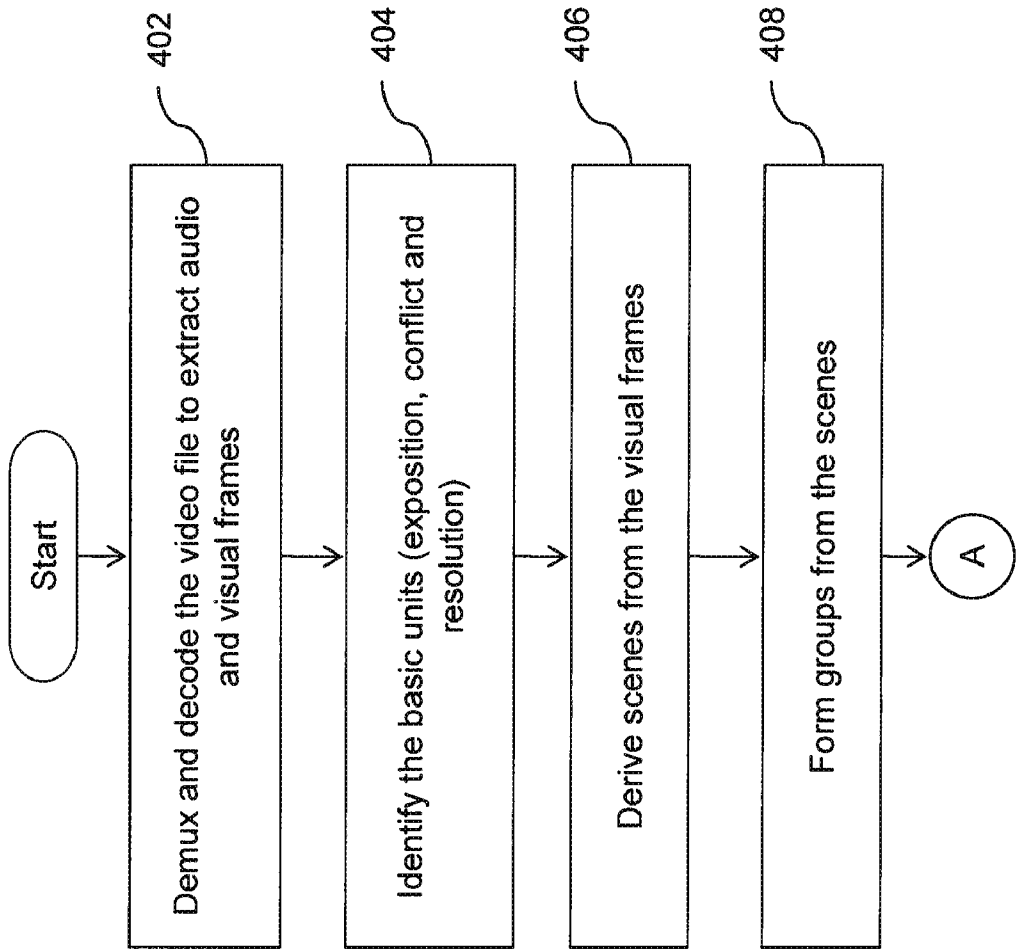 Start
Demux and decode the video file to extract audio
and visual frames
402
Identify the basic units (exposition, conflict and
resolution)
404
Derive scenes from the visual frames
406
Form groups from the scenes
408
A